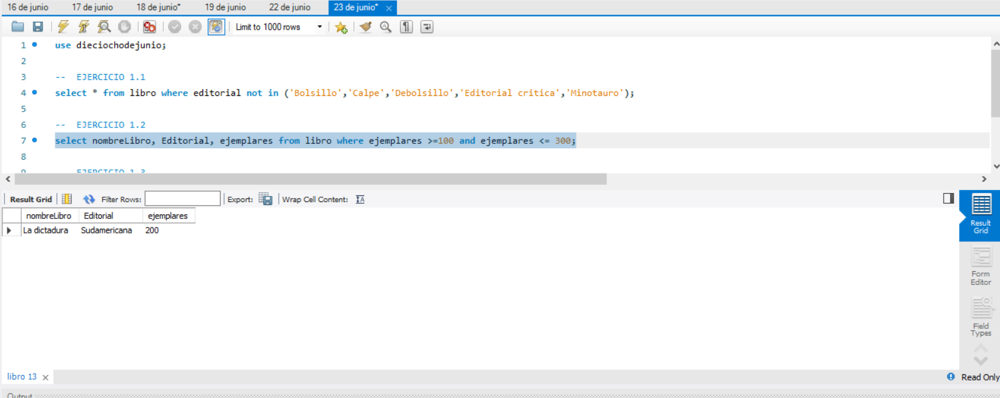 16 de junio 17 de junio 18 de junio* 19 de junio 22 de junio 23 de junio* ×
Limit to 1000 rows
1 use dieciochodejunio;
2
3 -- EJERCICIO 1.1
4 select * from libro where editorial not in ('Bolsillo','Calpe','Debolsillo','Editorial critica','Minotauro');
5
6 -- EJERCICIO 1.2
7 select nombreLibro, Editorial, ejemplares from libro where ejemplares >=100 and ejemplares <= 300;
8
9 EJERCICIO 1.3
Result Grid Filter Rows: Export: Wrap Cell Content: IA
nombreLibro Editorial ejemplares
La dictadura Sudamericana 200
Result
Grid
Form
Editor
Field
Types
libro 13 × Read Only
Output